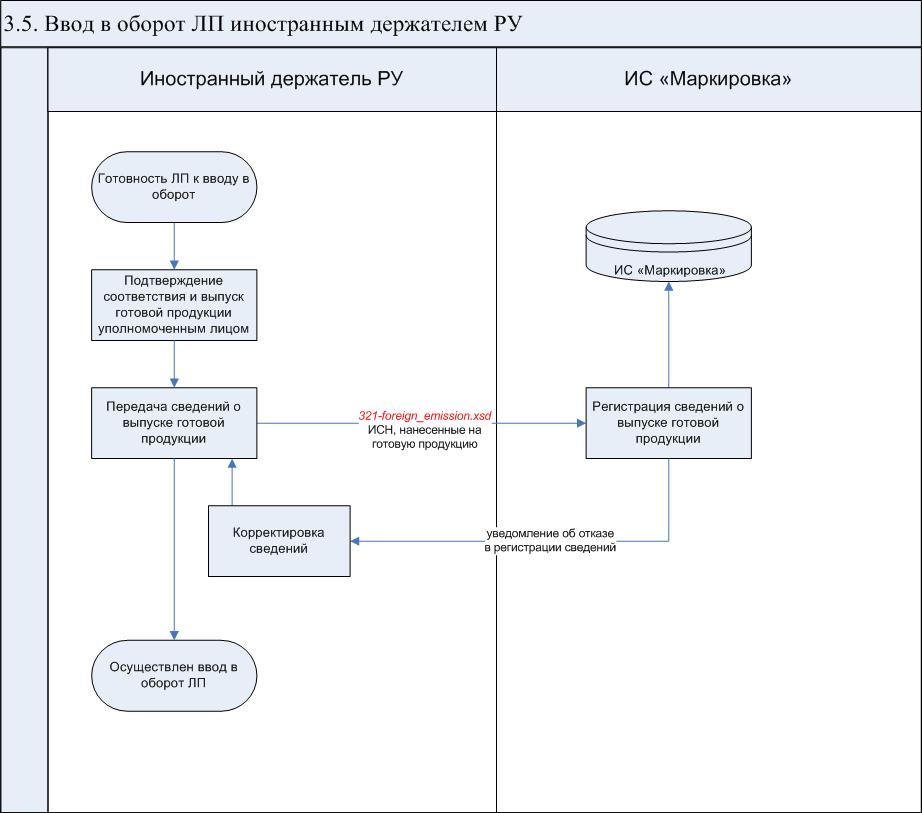 3.5. Ввод в оборот ЛП иностранным держателем РУ
Иностранный держатель РУ
ИС «Маркировка»
Готовность ЛП к вводу в
оборот
ИС «Маркировка»
Подтверждение
соответствия и выпуск
готовой продукции
уполномоченным лицом
Передача сведений о
выпуске готовой
продукции
321-foreign_emission.xsd
ИСН, нанесенные на
готовую продукцию
Регистрация сведений о
выпуске готовой
продукции
Корректировка
сведений
уведомление об отказе
в регистрации сведений
Осуществлен ввод в
оборот ЛП